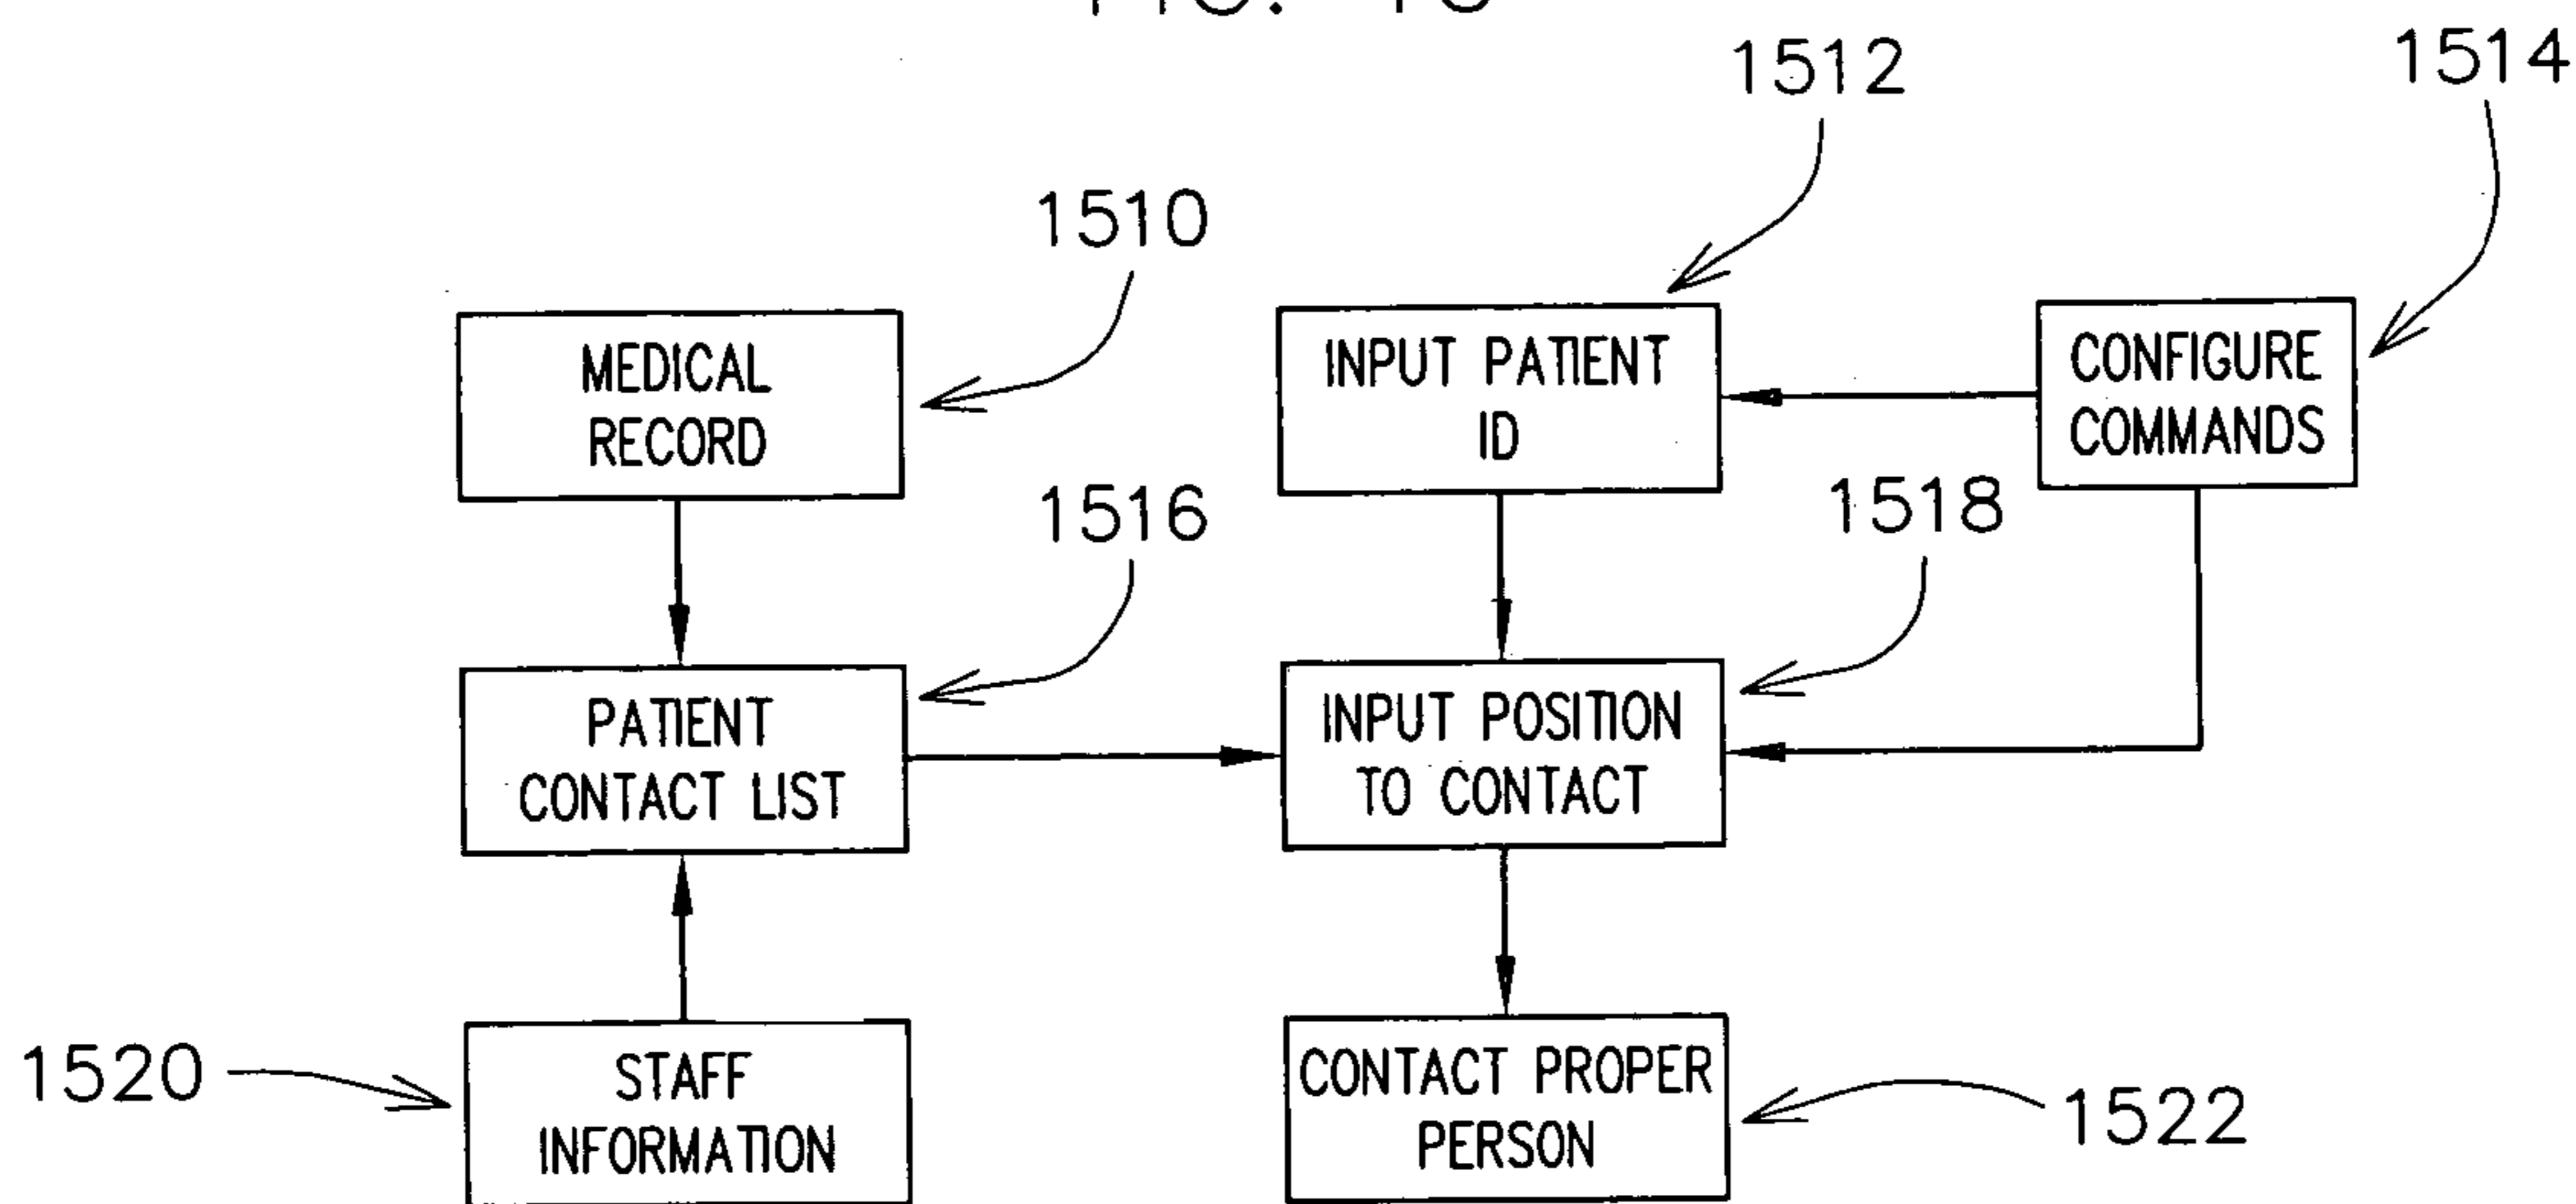 1512
1514
1510
MEDICAL
RECORD
INPUT PATIENT
ID
CONFIGURE
COMMANDS
1516
1518
PATIENT
CONTACT LIST
INPUT POSITION
TO CONTACT
1520
STAFF
INFORMATION
CONTACT PROPER
PERSON
1522